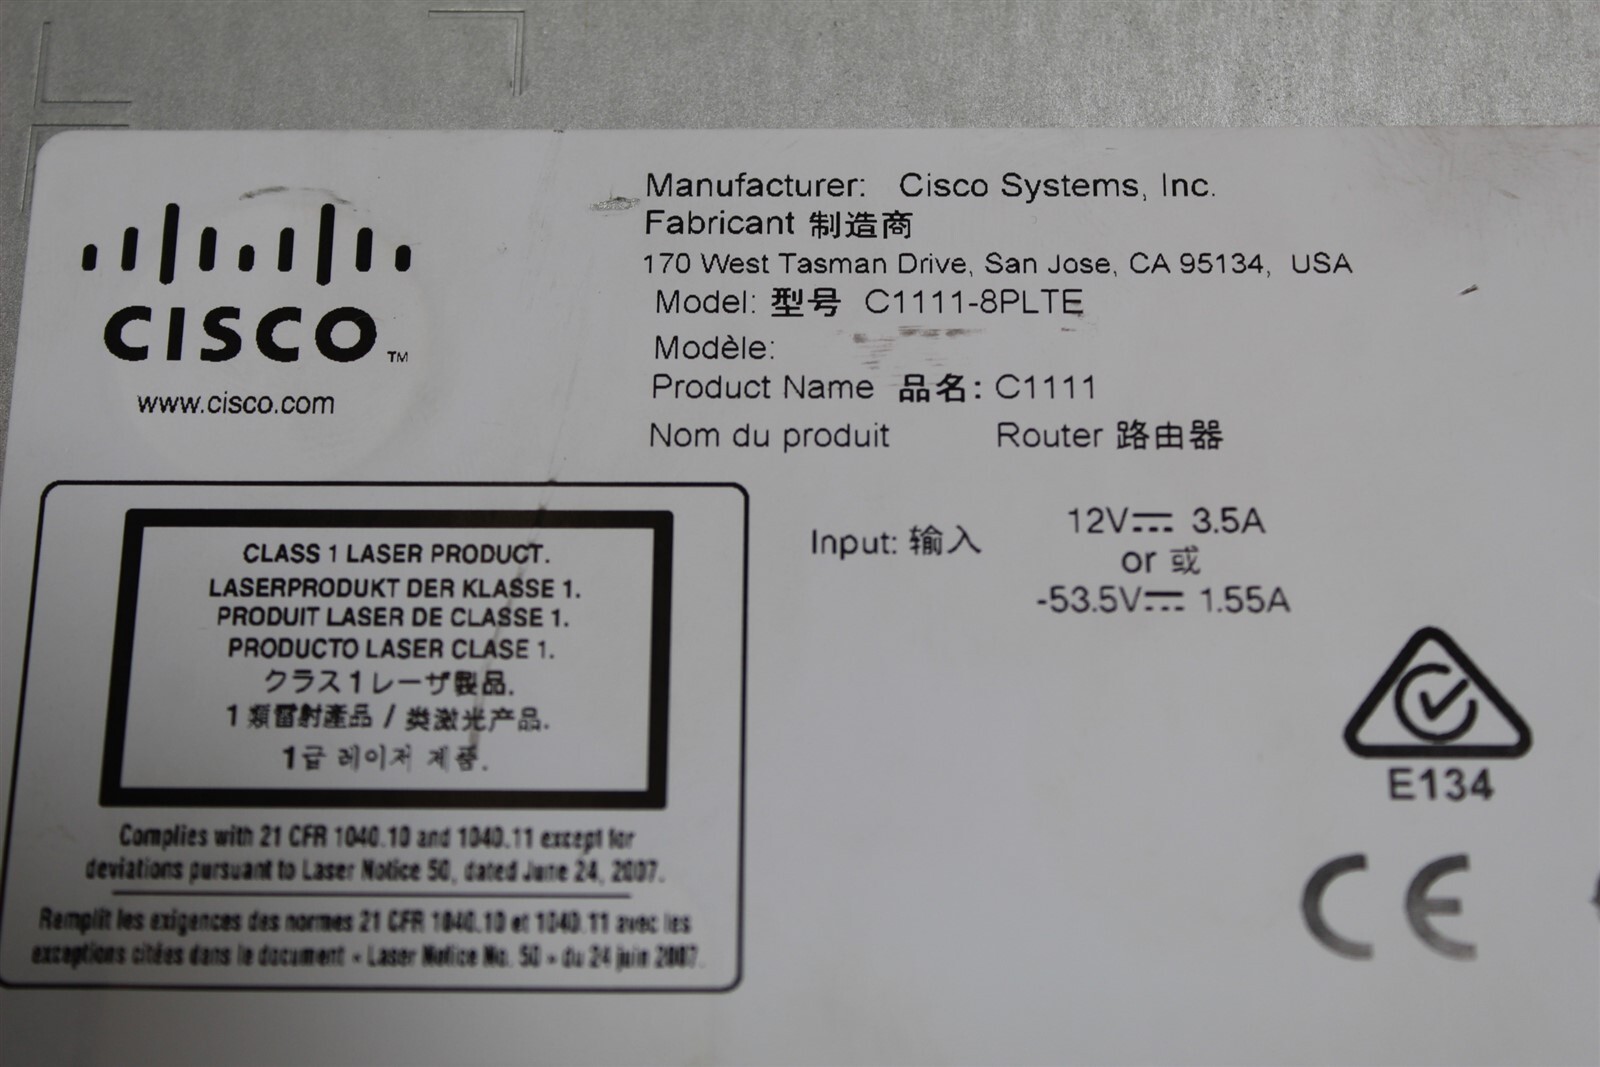 CISCO™
www.cisco.com
Manufacturer: Cisco Systems, Inc.
Fabricant 制造商
170 West Tasman Drive, San Jose, CA 95134, USA
Model: 型号 C1111-8PLTE
Modèle:
Product Name 品名: C1111
Nom du produit Router 路由器
Input: 输入
12V⎓ 3.5A
or 或
-53.5V⎓ 1.55A
CLASS 1 LASER PRODUCT.
LASERPRODUKT DER KLASSE 1.
PRODUIT LASER DE CLASSE 1.
PRODUCTO LASER CLASE 1.
クラス1レーザ製品.
1 類雷射產品 / 类激光产品.
1급 레이저 제품.
Complies with 21 CFR 1040.10 and 1040.11 except for
deviations pursuant to Laser Notice 50, dated June 24, 2007.
Remplit les exigences des normes 21 CFR 1040.10 et 1040.11 avec les
exceptions citées dans le document « Laser Notice No. 50 » du 24 juin 2007.
E134
CE